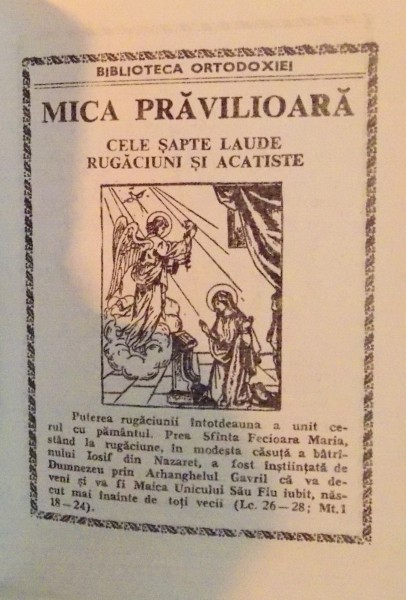 BIBLIOTECA ORTODOXIEI
MICA PRĂVILIOARĂ
CELE ȘAPTE LAUDE
RUGĂCIUNI ȘI ACATISTE
Puterea rugăciunii întotdeauna a unit ce-
rul cu pământul. Prea Sfînta Fecioara Maria,
stând la rugăciune, în modesta căsuță a bătrî-
nului Iosif din Nazaret, a fost înștiințată de
Dumnezeu prin Arhanghelul Gavril că va de-
veni și va fi Maica Unicului Său Fiu iubit, năs-
cut mai înainte de toți vecii (Lc. 26—28; Mt.1
18—24).